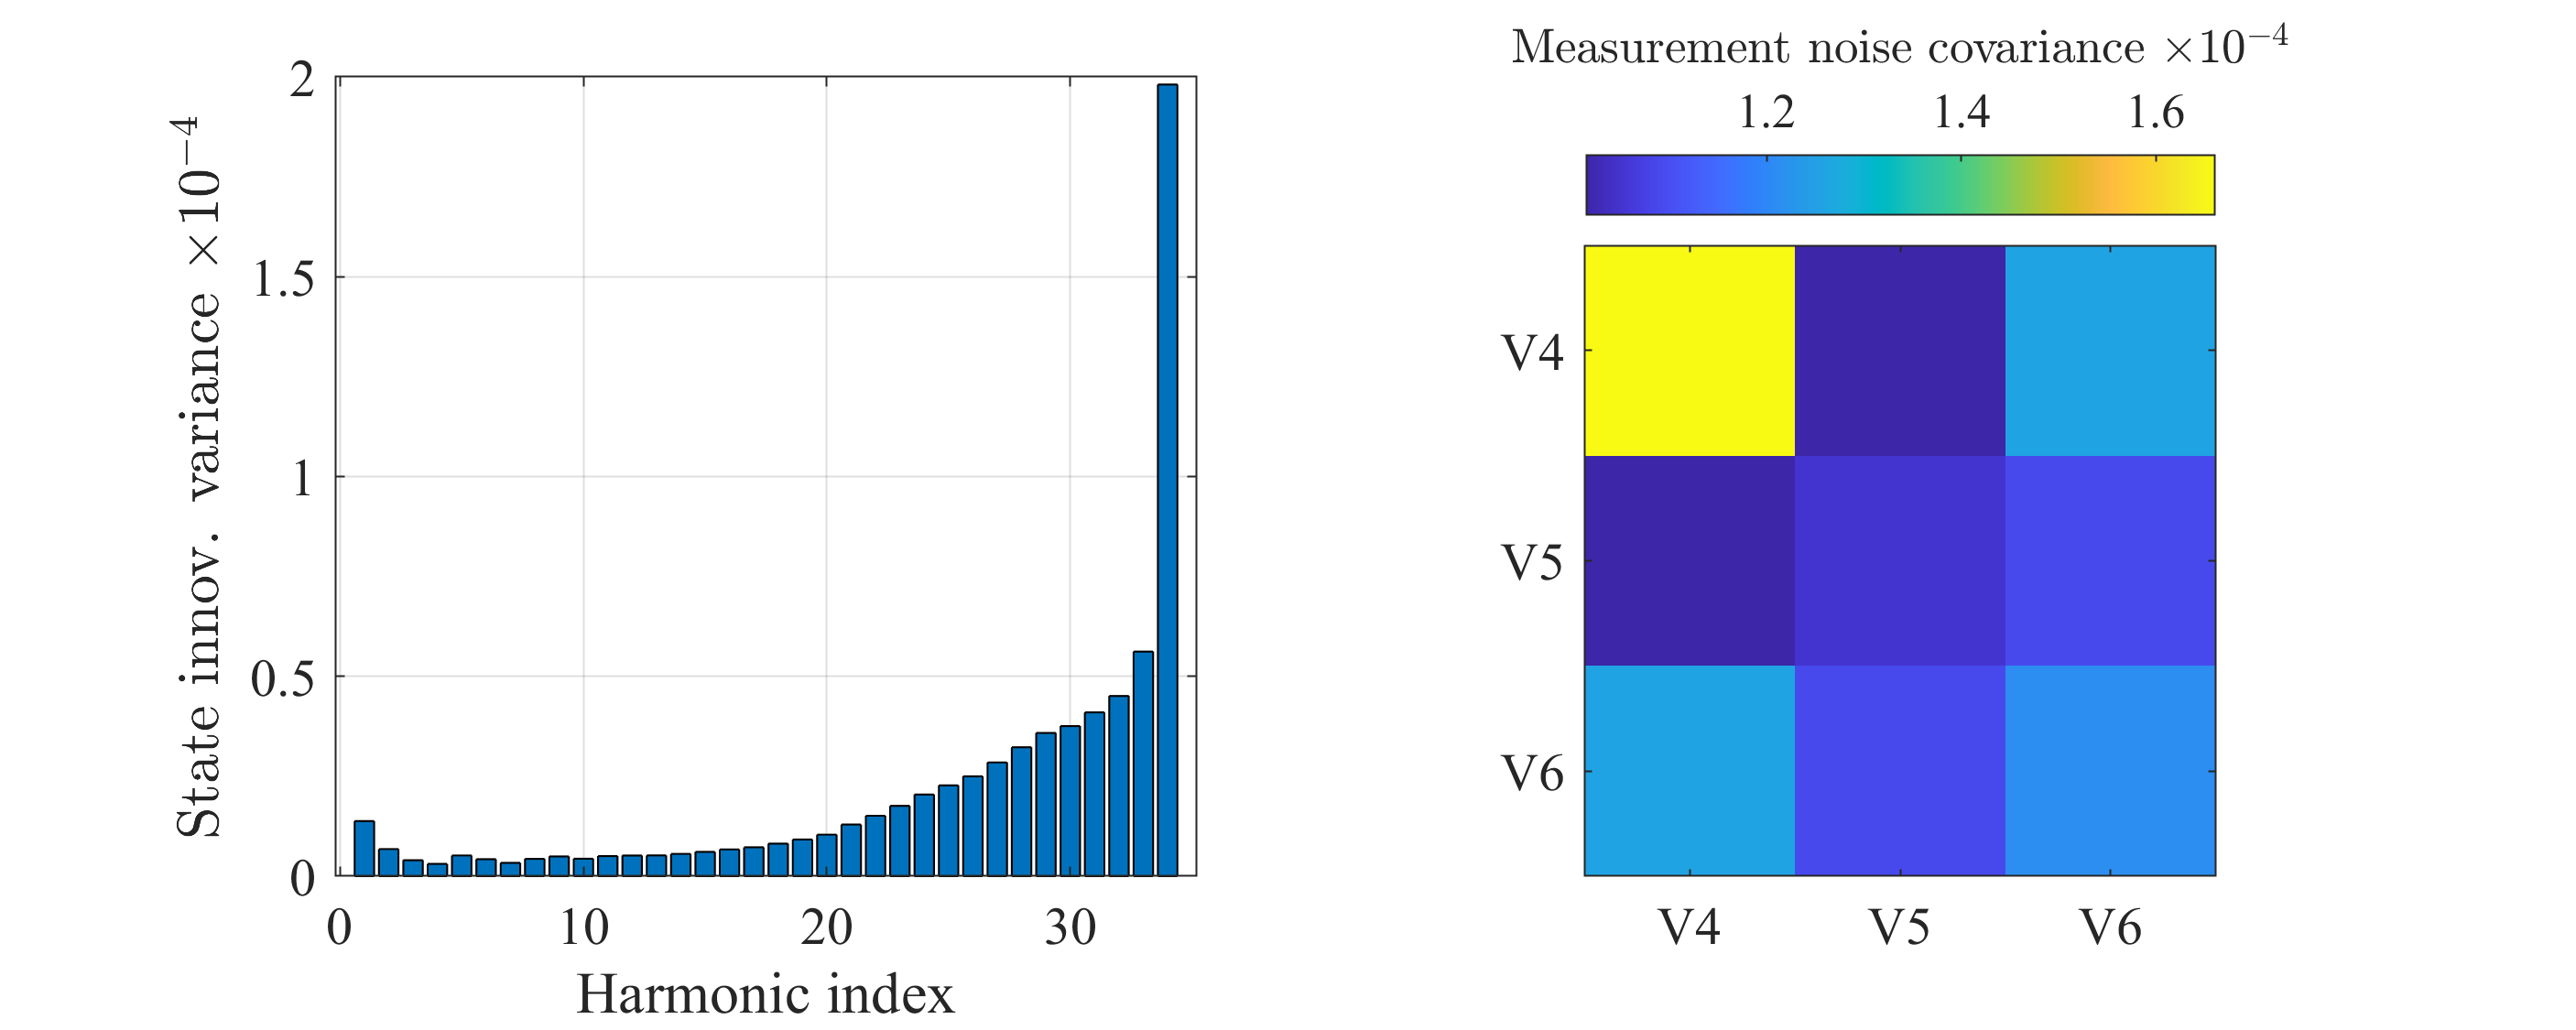 State innov. variance ×10⁻⁴
2
1.5
1
0.5
0
0 10 20 30
Harmonic index
Measurement noise covariance ×10⁻⁴
1.2 1.4 1.6
V4
V5
V6
V4 V5 V6